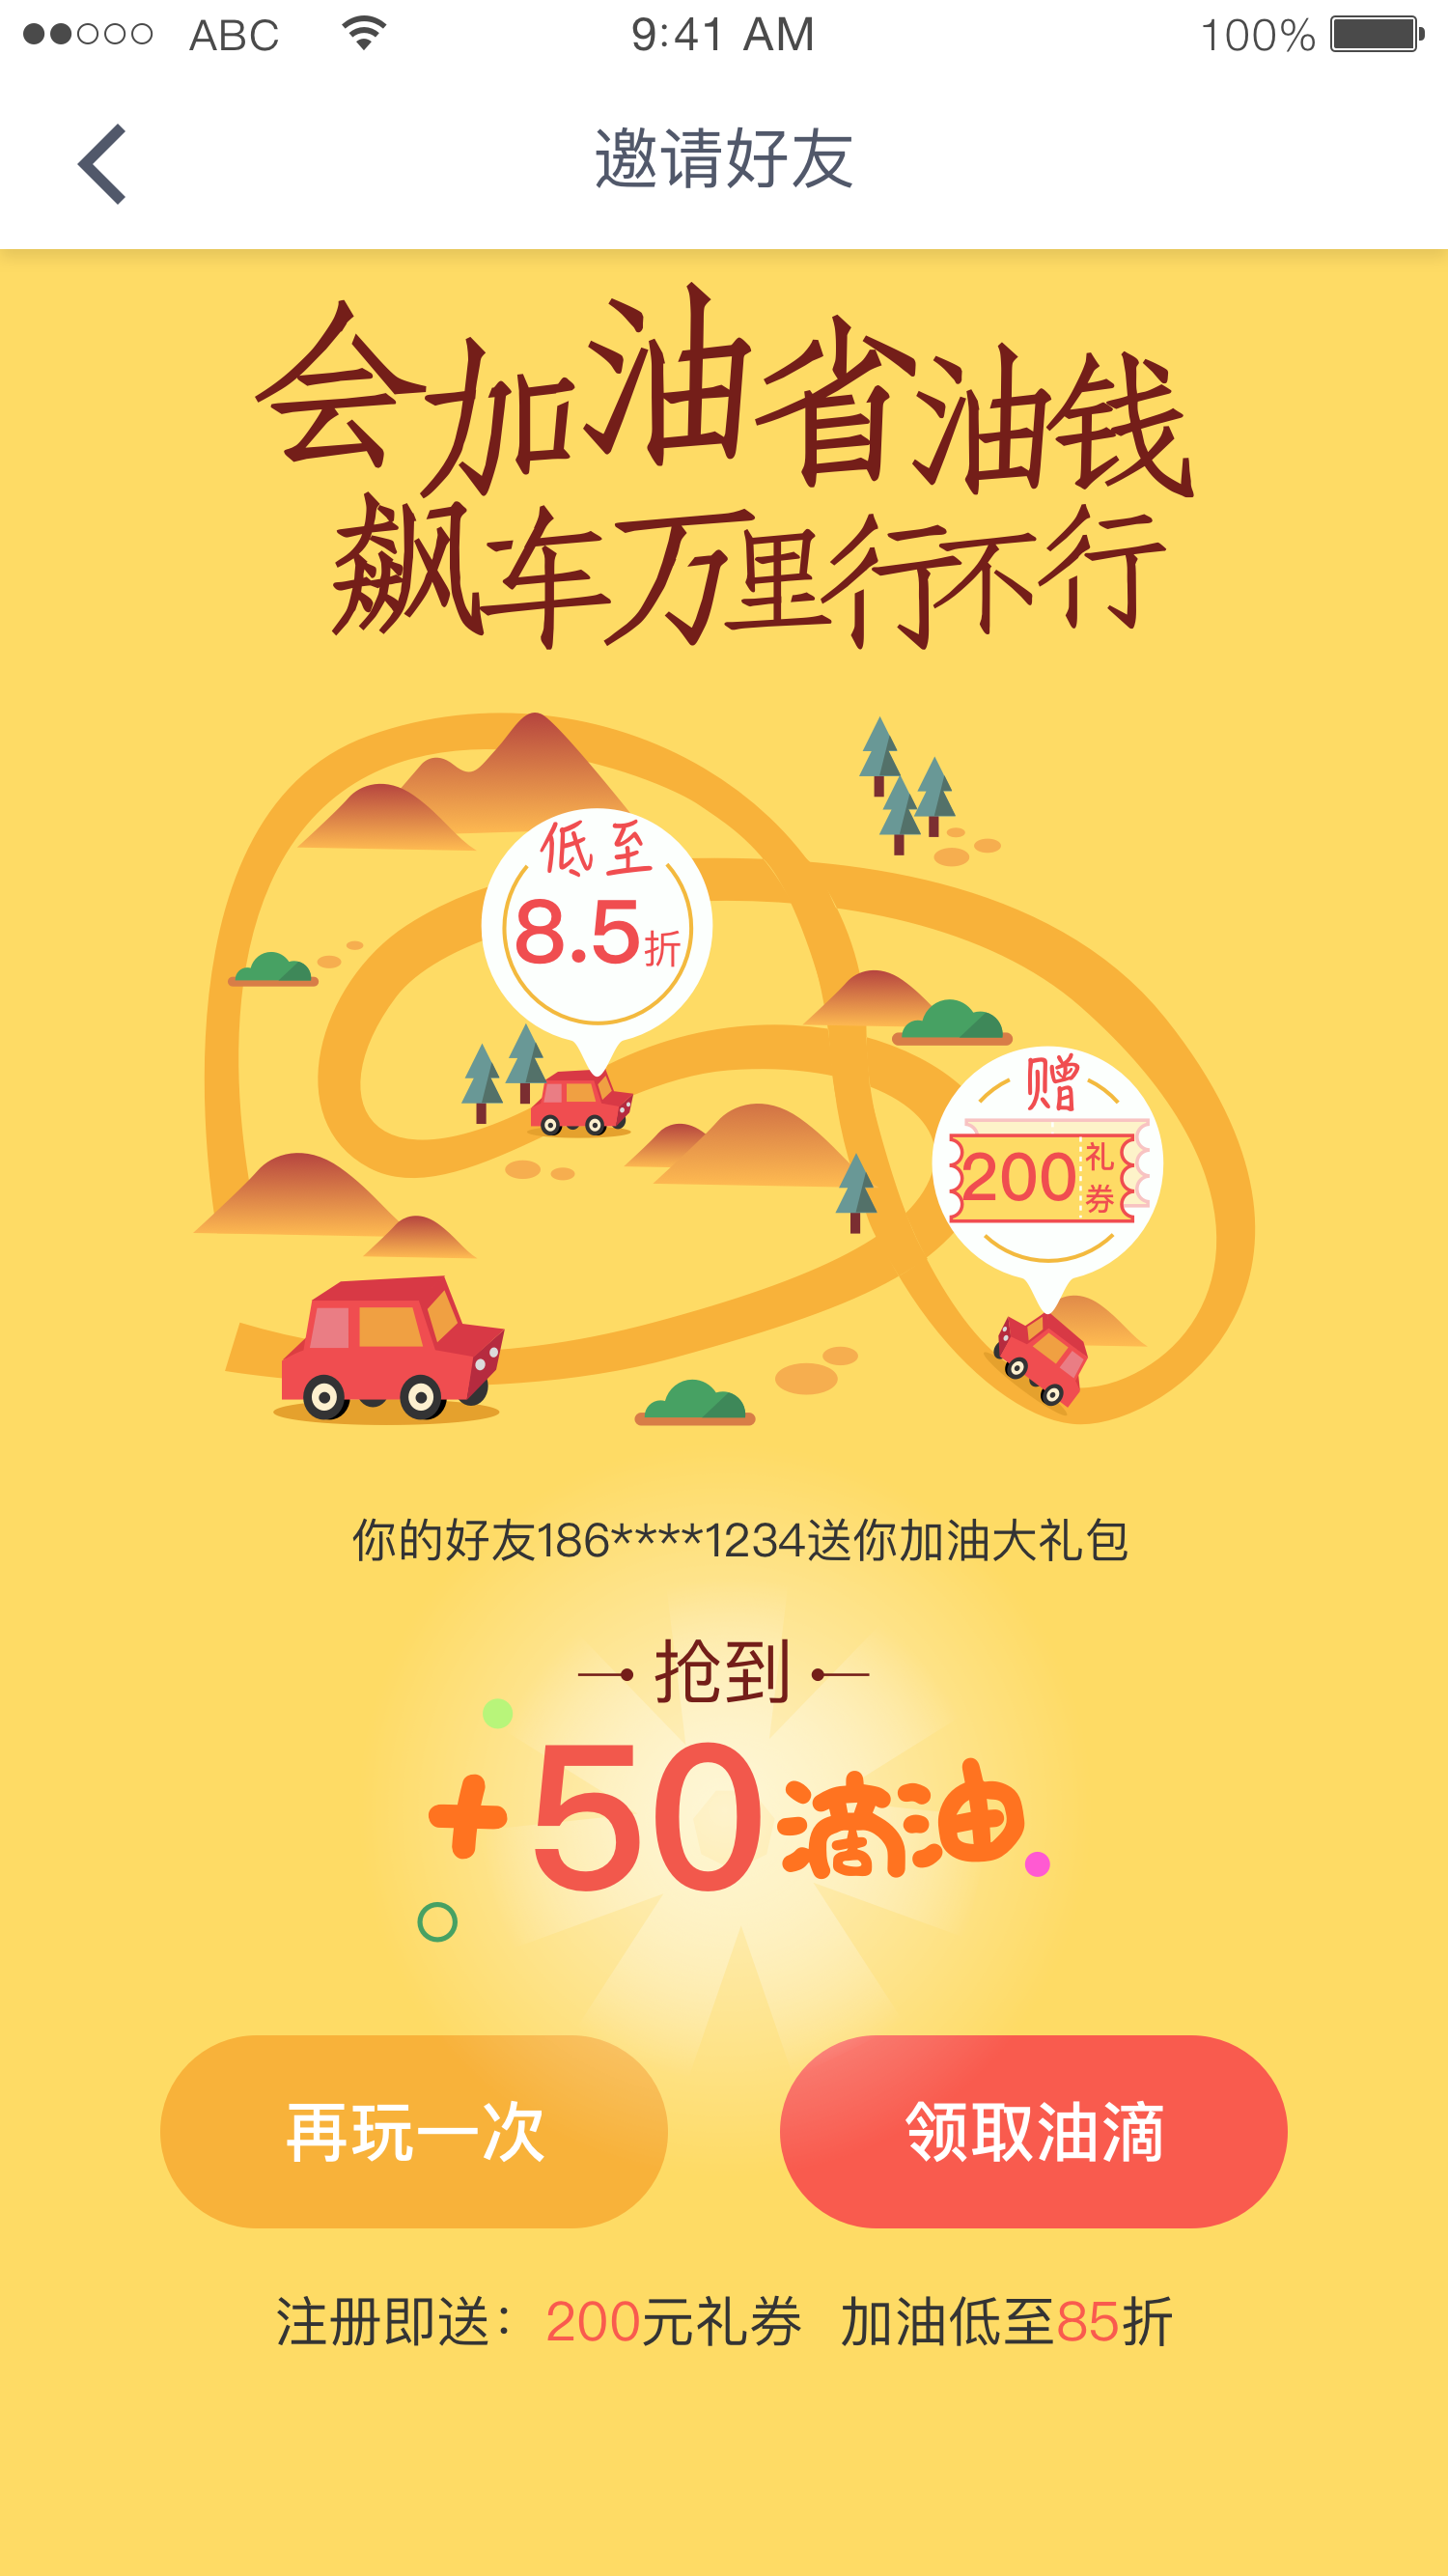 ABC 9:41 AM 100%
邀请好友
会加油省油钱
飙车万里行不行
低至
8.5折
赠
200礼券
你的好友186****1234送你加油大礼包
抢到
+50滴油
再玩一次
领取油滴
注册即送：200元礼券 加油低至85折